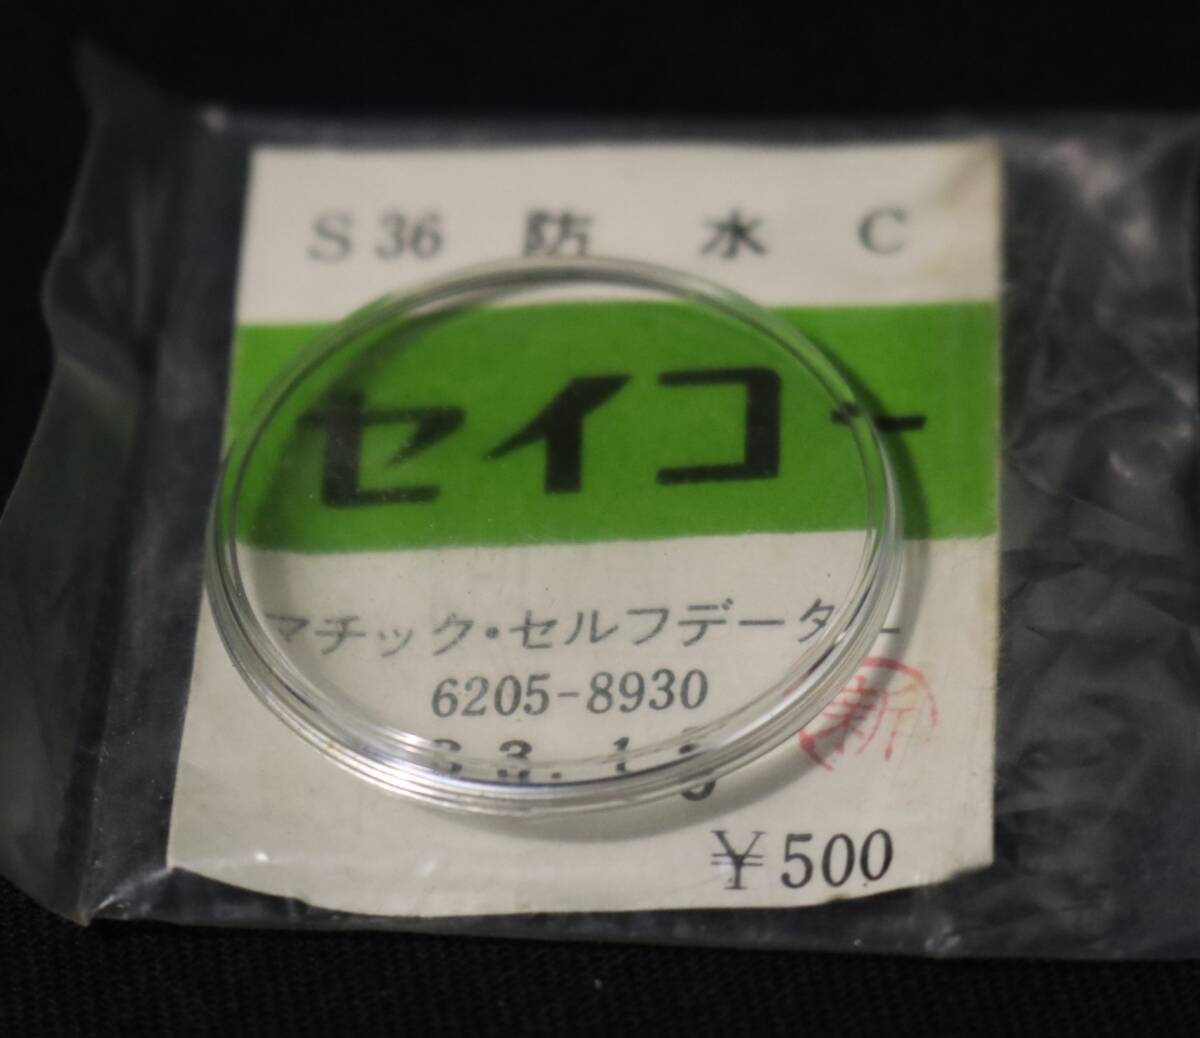 S 36 防 水 C
セイコー
マチック・セルフデーター
6205-8930
新
¥500